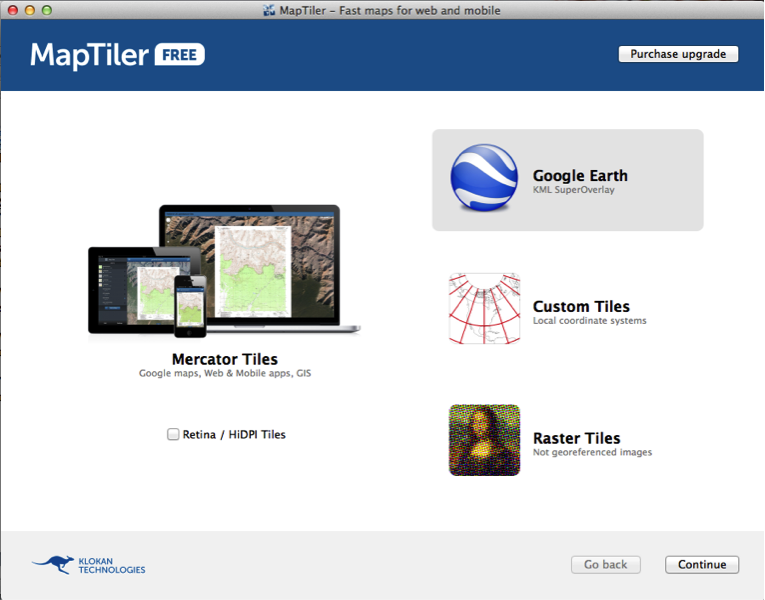 MapTiler – Fast maps for web and mobile
MapTiler FREE
Purchase upgrade
Google Earth
KML SuperOverlay
Custom Tiles
Local coordinate systems
Mercator Tiles
Google maps, Web & Mobile apps, GIS
Retina / HiDPI Tiles
Raster Tiles
Not georeferenced images
KLOKAN
TECHNOLOGIES
Go back
Continue